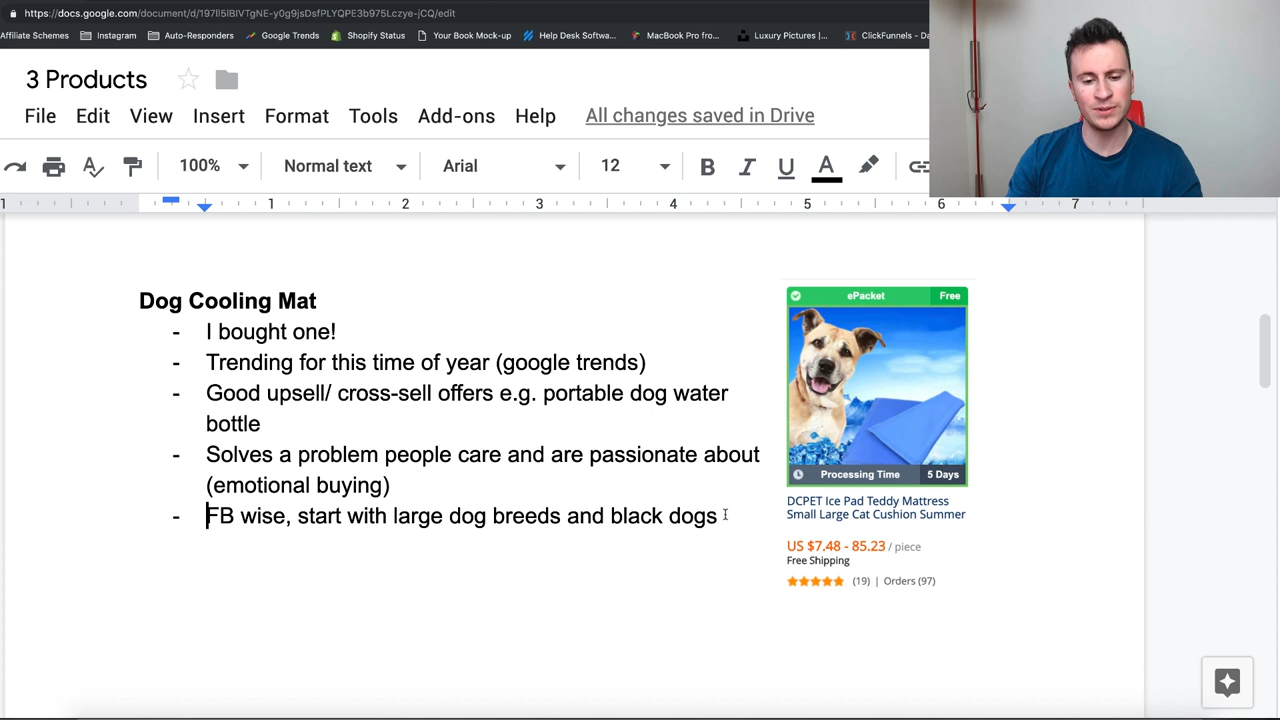 https://docs.google.com/document/d/197lI5lBIVTgNE-y0g9jsDsfPLYQPE3b975Lczye-jCQ/edit
Affiliate Schemes Instagram Auto-Responders Google Trends Shopify Status Your Book Mock-up Help Desk Softwa... MacBook Pro fro... Luxury Pictures |... ClickFunnels - Da
3 Products
File Edit View Insert Format Tools Add-ons Help All changes saved in Drive
100% Normal text Arial 12 B I U A
1 1 2 3 4 5 6 7
Dog Cooling Mat
- I bought one!
- Trending for this time of year (google trends)
- Good upsell/ cross-sell offers e.g. portable dog water
bottle
- Solves a problem people care and are passionate about
(emotional buying)
- FB wise, start with large dog breeds and black dogs
ePacket Free
Processing Time 5 Days
DCPET Ice Pad Teddy Mattress
Small Large Cat Cushion Summer
US $7.48 - 85.23 / piece
Free Shipping
(19) | Orders (97)